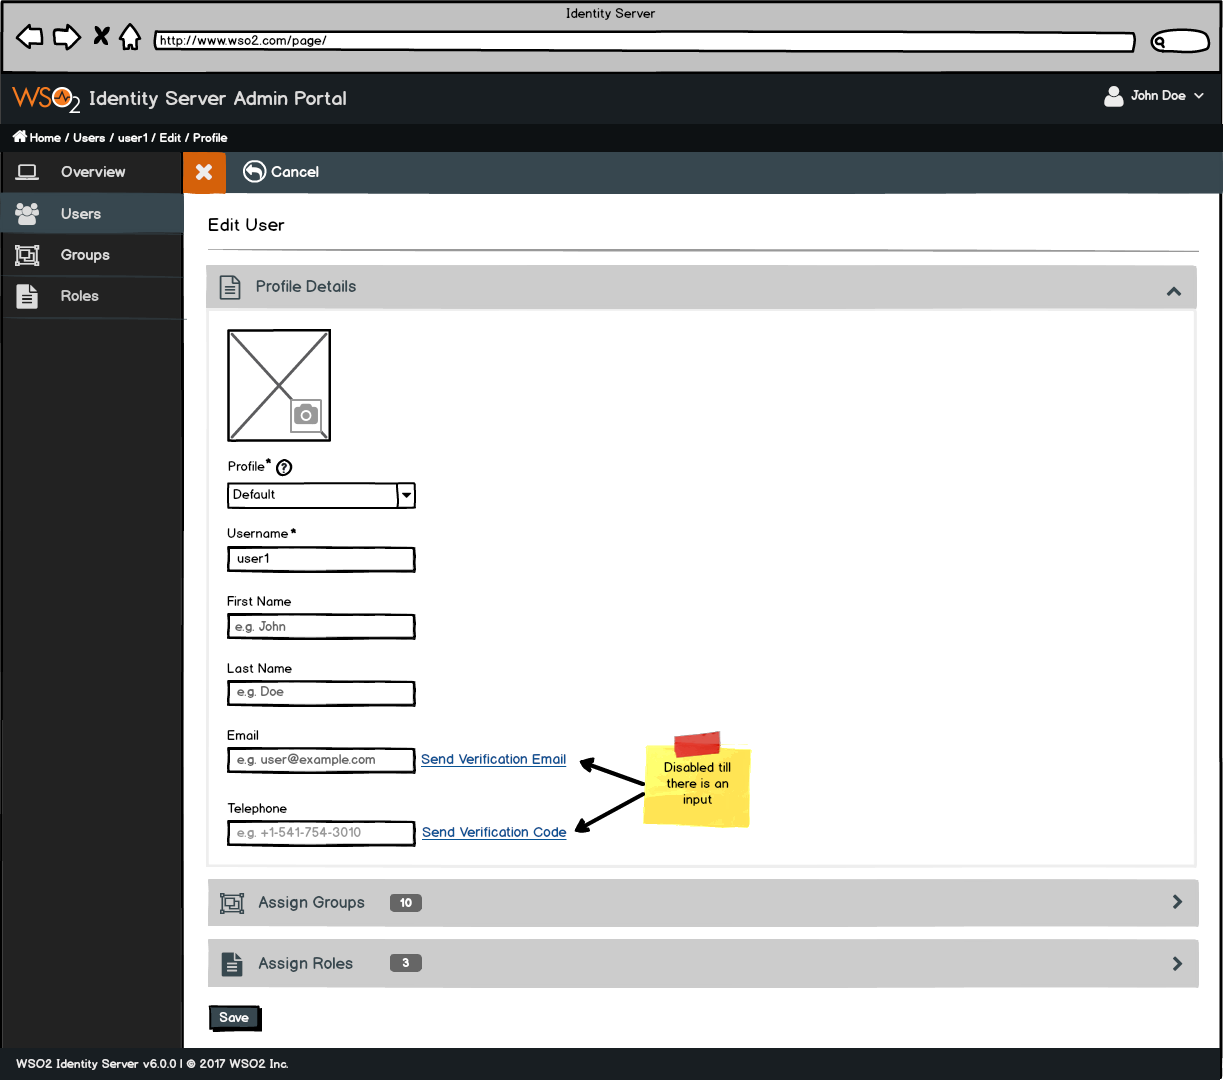 Identity Server
http://www.wso2.com/page/
WSO2 Identity Server Admin Portal
John Doe
Home / Users / user1 / Edit / Profile
Overview
Cancel
Users
Groups
Roles
Edit User
Profile Details
Profile* ?
Default
Username *
user1
First Name
e.g. John
Last Name
e.g. Doe
Email
e.g. user@example.com Send Verification Email
Telephone
e.g. +1-541-754-3010 Send Verification Code
Disabled till
there is an
input
Assign Groups 10
Assign Roles 3
Save
WSO2 Identity Server v6.0.0 | © 2017 WSO2 Inc.